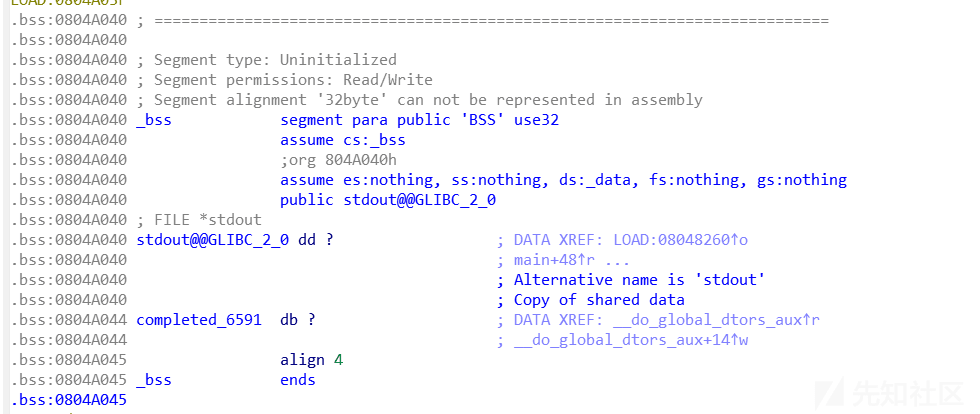 LOAD:0804A03F
.bss:0804A040 ; ===========================================================================
.bss:0804A040
.bss:0804A040 ; Segment type: Uninitialized
.bss:0804A040 ; Segment permissions: Read/Write
.bss:0804A040 ; Segment alignment '32byte' can not be represented in assembly
.bss:0804A040 _bss segment para public 'BSS' use32
.bss:0804A040 assume cs:_bss
.bss:0804A040 ;org 804A040h
.bss:0804A040 assume es:nothing, ss:nothing, ds:_data, fs:nothing, gs:nothing
.bss:0804A040 public stdout@@GLIBC_2_0
.bss:0804A040 ; FILE *stdout
.bss:0804A040 stdout@@GLIBC_2_0 dd ? ; DATA XREF: LOAD:08048260↑o
.bss:0804A040 ; main+48↑r ...
.bss:0804A040 ; Alternative name is 'stdout'
.bss:0804A040 ; Copy of shared data
.bss:0804A044 completed_6591 db ? ; DATA XREF: __do_global_dtors_aux↑r
.bss:0804A044 ; __do_global_dtors_aux+14↑w
.bss:0804A045 align 4
.bss:0804A045 _bss ends
.bss:0804A045
先知社区